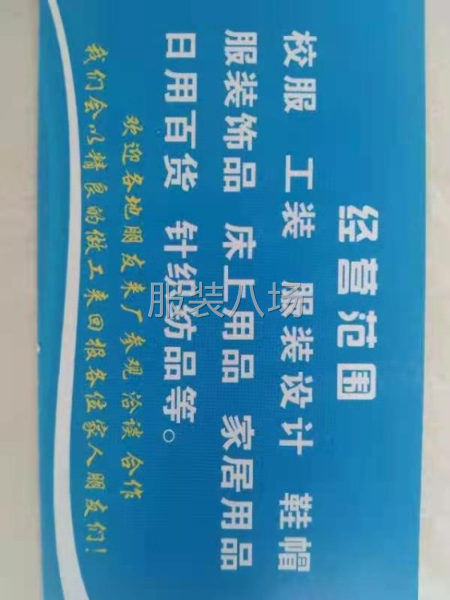 经营范围
校服 工装 服装设计 鞋帽
服装饰品 床上用品 家居用品
日用百货 针织纺品等。
欢迎各地朋友来厂参观洽谈合作
我们会以精良的做工来回报各位家人朋友们！
服装八场